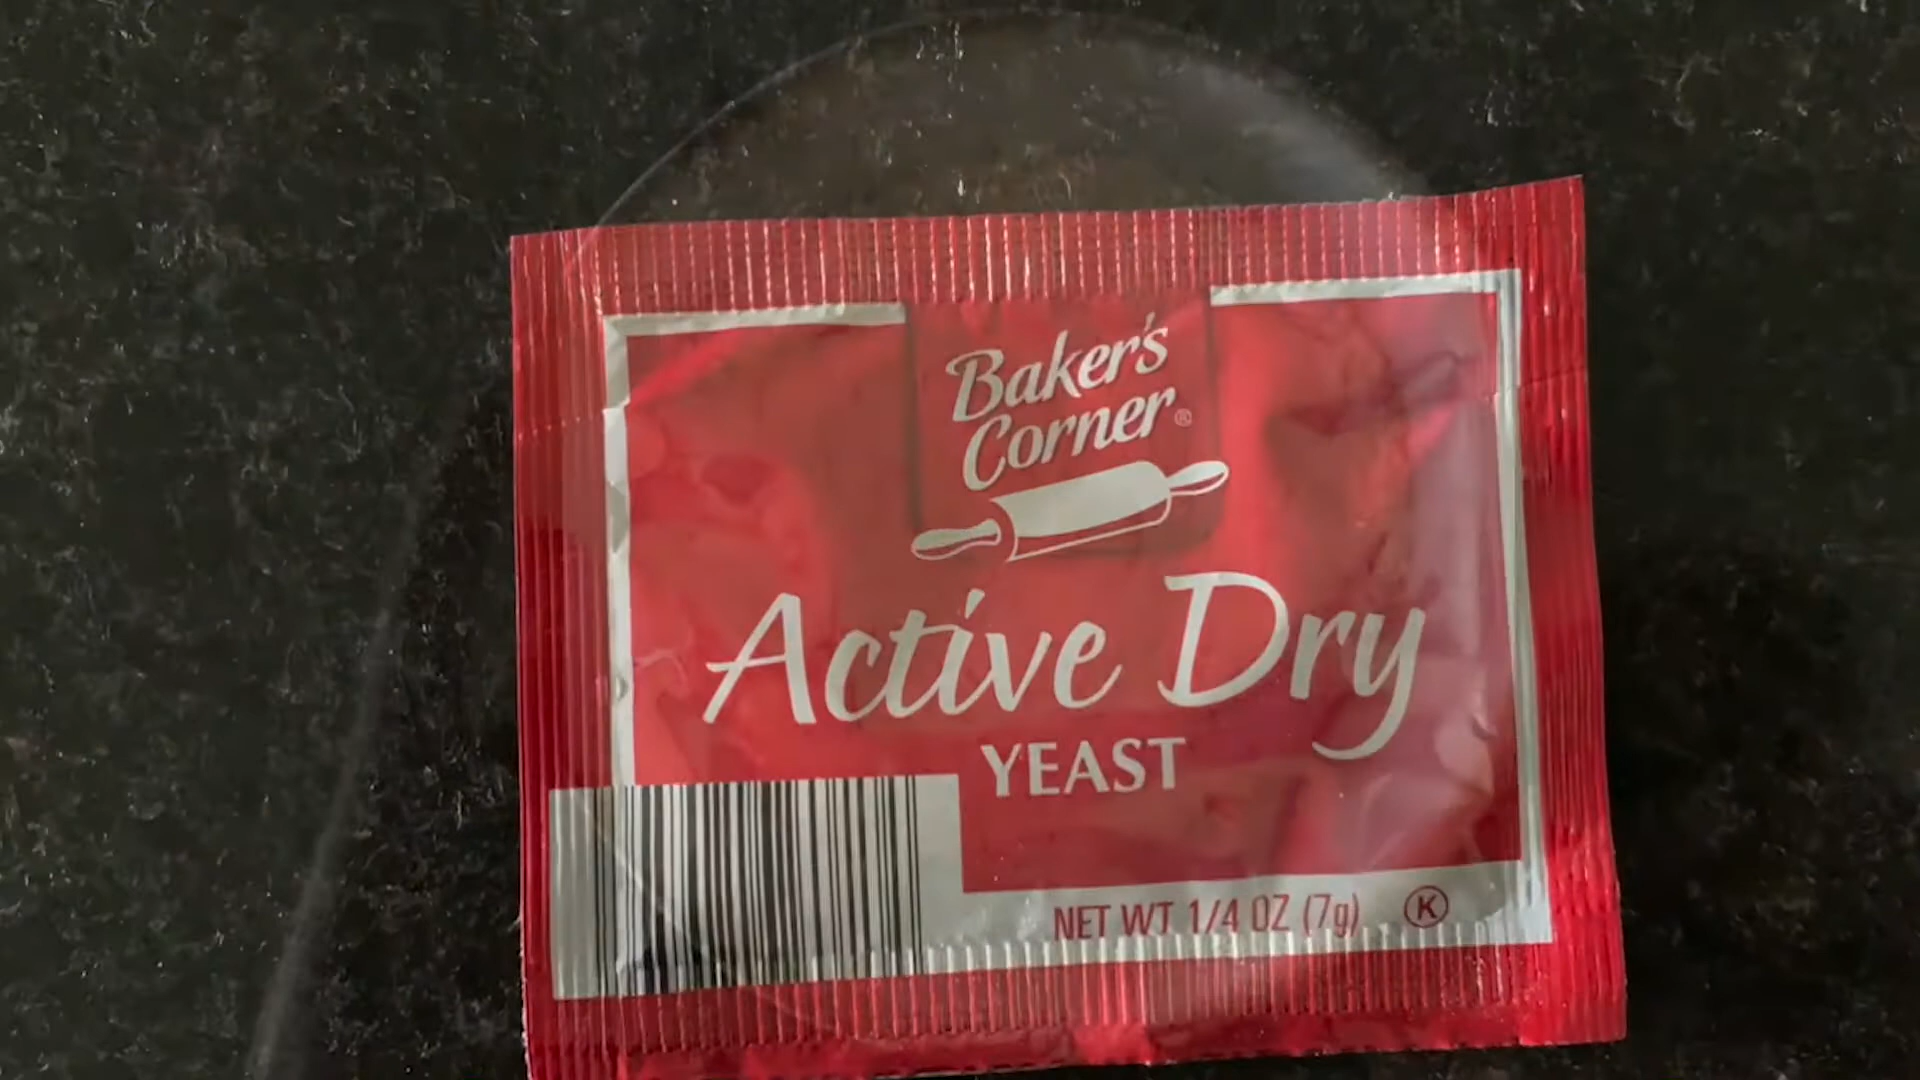 Baker's
Corner®
Active Dry
YEAST
NET WT 1/4 OZ (7g) K